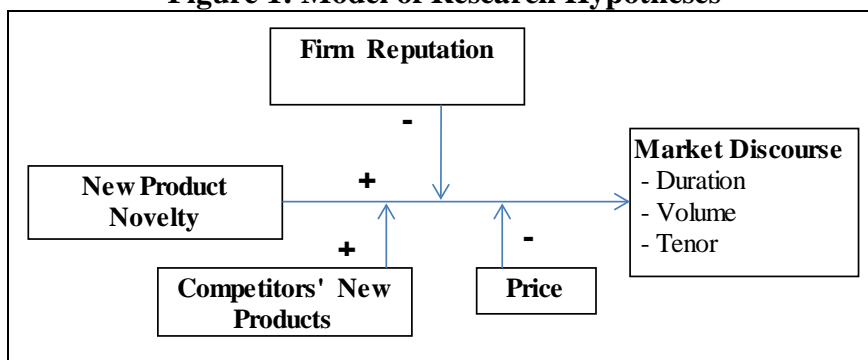 Figure 1: Model of Research Hypotheses
Firm Reputation
-
Market Discourse
- Duration
- Volume
- Tenor
New Product
Novelty
+
+
-
Competitors' New
Products
Price